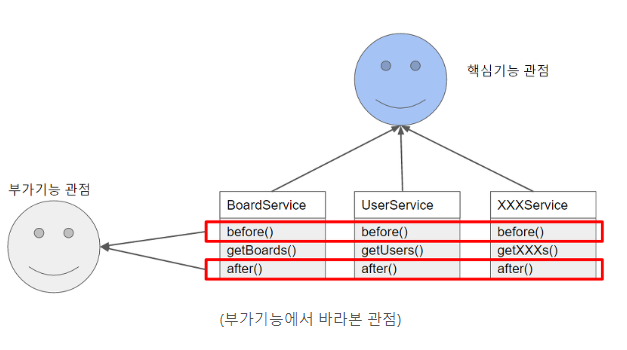 핵심기능 관점
부가기능 관점
BoardService UserService XXXService
before() before() before()
getBoards() getUsers() getXXXs()
after() after() after()
(부가기능에서 바라본 관점)